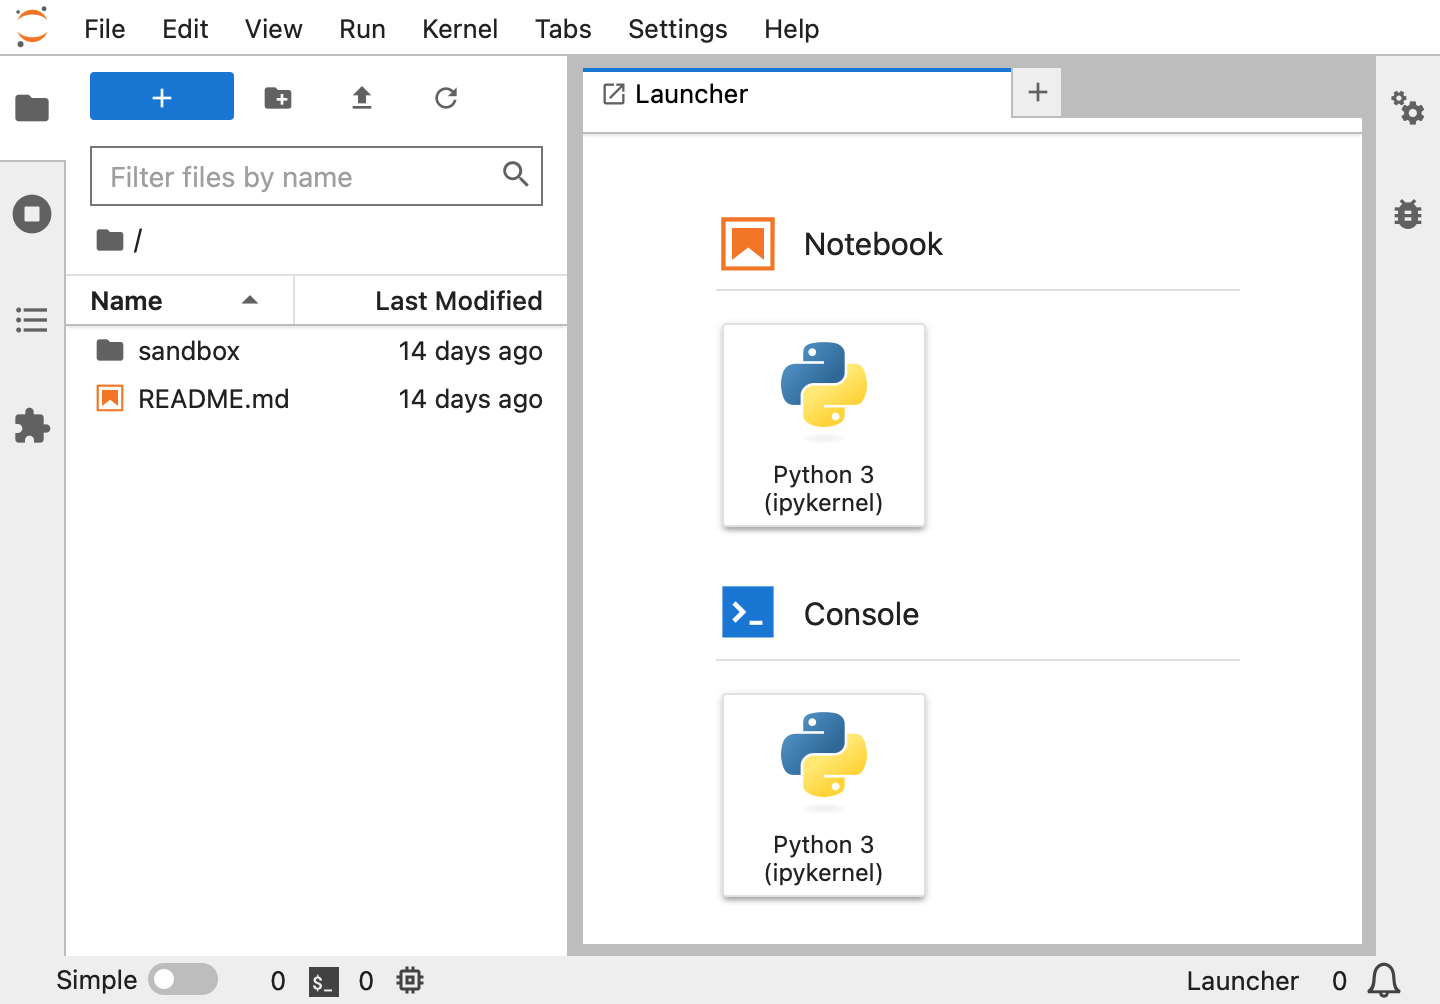 File Edit View Run Kernel Tabs Settings Help
+
Filter files by name
/
Name Last Modified
sandbox 14 days ago
README.md 14 days ago
Launcher +
Notebook
Python 3
(ipykernel)
Console
Python 3
(ipykernel)
Simple 0 $_ 0 Launcher 0